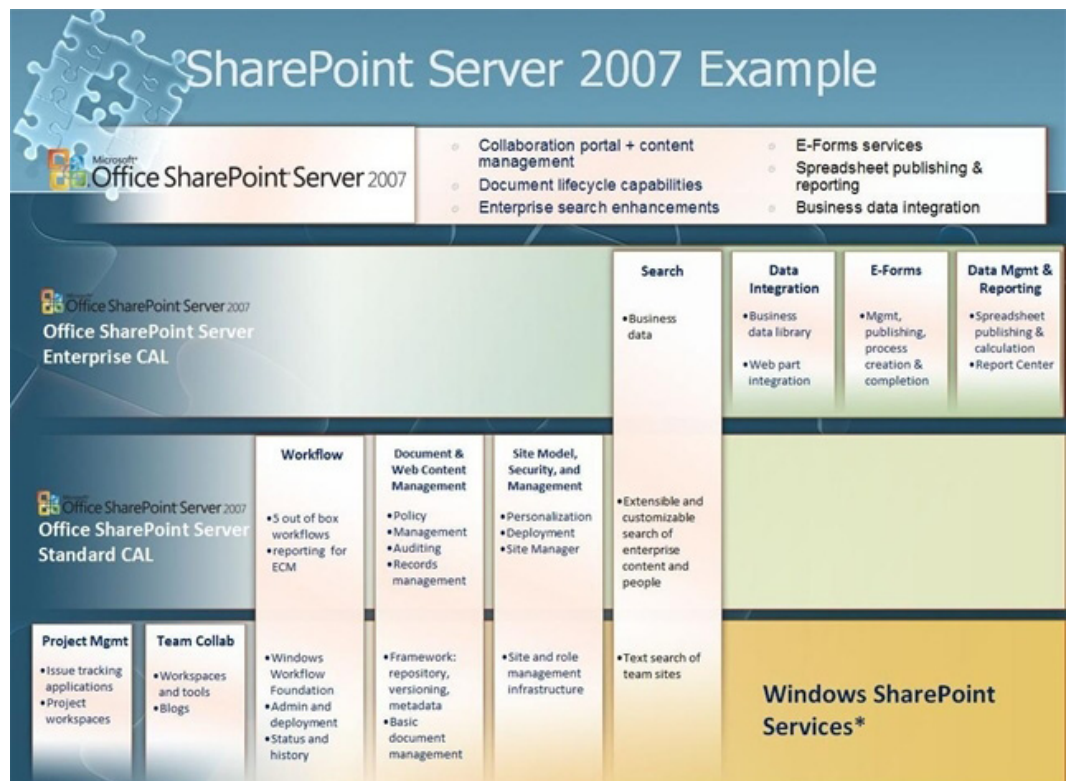 SharePoint Server 2007 Example
Microsoft®
Office SharePoint Server 2007
Collaboration portal + content
management
Document lifecycle capabilities
Enterprise search enhancements
E-Forms services
Spreadsheet publishing &
reporting
Business data integration
Office SharePoint Server 2007
Office SharePoint Server
Enterprise CAL
Search
•Business
data
Data
Integration
•Business
data library
•Web part
integration
E-Forms
•Mgmt,
publishing,
process
creation &
completion
Data Mgmt &
Reporting
•Spreadsheet
publishing &
calculation
•Report Center
Office SharePoint Server 2007
Office SharePoint Server
Standard CAL
Workflow
•5 out of box
workflows
•reporting for
ECM
Document &
Web Content
Management
•Policy
•Management
•Auditing
•Records
management
Site Model,
Security, and
Management
•Personalization
•Deployment
•Site Manager
•Extensible and
customizable
search of
enterprise
content and
people
Project Mgmt
•Issue tracking
applications
•Project
workspaces
Team Collab
•Workspaces
and tools
•Blogs
•Windows
Workflow
Foundation
•Admin and
deployment
•Status and
history
•Framework:
repository,
versioning,
metadata
•Basic
document
management
•Site and role
management
infrastructure
•Text search of
team sites
Windows SharePoint
Services*